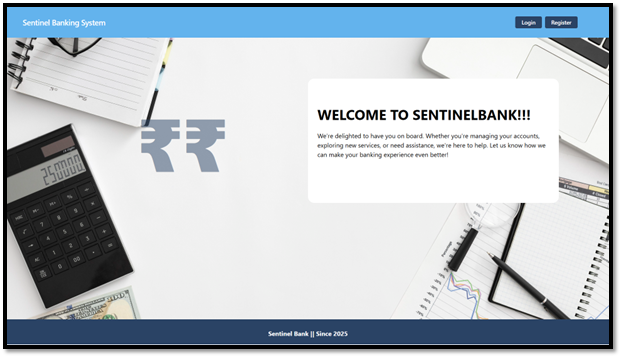 Sentinel Banking System
Login
Register
₹₹
WELCOME TO SENTINELBANK!!!
We're delighted to have you on board. Whether you're managing your accounts,
exploring new services, or need assistance, we're here to help. Let us know how we
can make your banking experience even better!
250000
Sentinel Bank || Since 2025